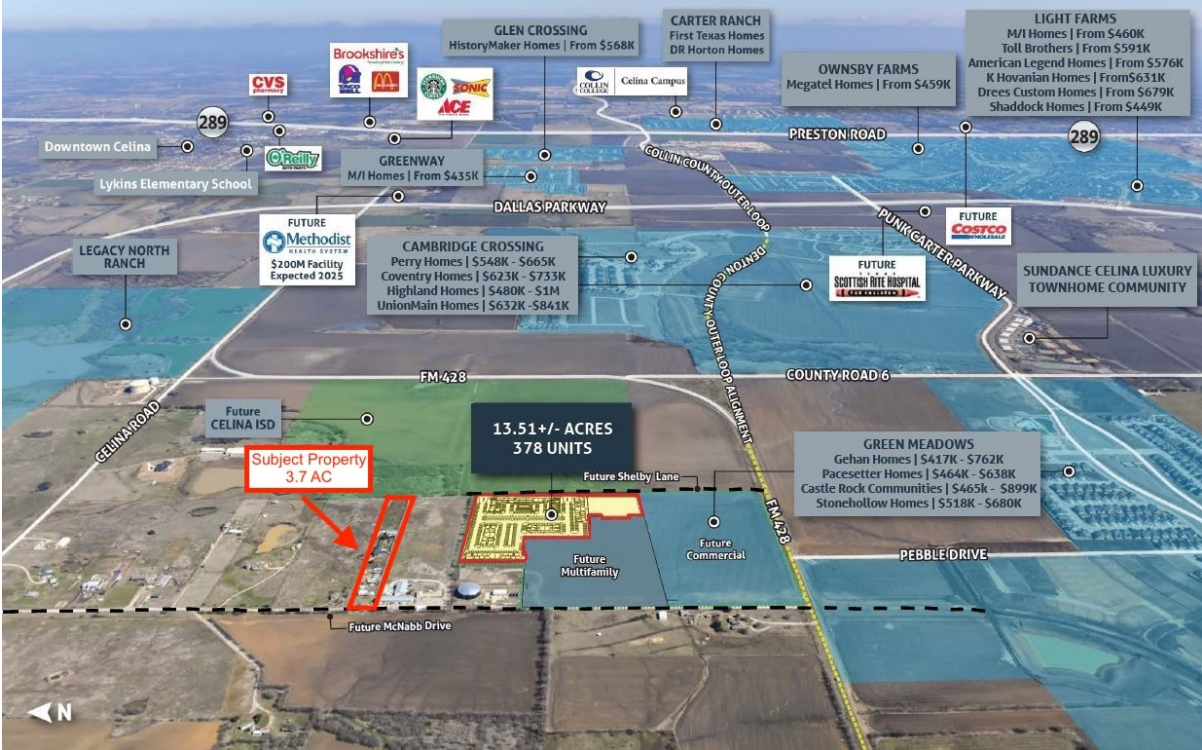 GLEN CROSSING
HistoryMaker Homes | From $568K
CARTER RANCH
First Texas Homes
DR Horton Homes
LIGHT FARMS
M/I Homes | From $460K
Toll Brothers | From $591K
American Legend Homes | From $576K
K Hovanian Homes | From$631K
Drees Custom Homes | From $679K
Shaddock Homes | From $449K
Brookshire's
TACO BELL
McDonald's
CVS
pharmacy
STARBUCKS
SONIC
ACE
COLLIN COLLEGE
Celina Campus
OWNSBY FARMS
Megatel Homes | From $459K
289
PRESTON ROAD
289
Downtown Celina
O'Reilly
AUTO PARTS
Lykins Elementary School
GREENWAY
M/I Homes | From $435K
COLLIN COUNTY OUTER LOOP
DALLAS PARKWAY
PUNK CARTER PARKWAY
FUTURE
Methodist
HEALTH SYSTEM
$200M Facility
Expected 2025
FUTURE
COSTCO
WHOLESALE
LEGACY NORTH
RANCH
CAMBRIDGE CROSSING
Perry Homes | $548K - $665K
Coventry Homes | $623K - $733K
Highland Homes | $480K - $1M
UnionMain Homes | $632K -$841K
DENTON COUNTY OUTER LOOP ALIGNMENT
FUTURE
TEXAS
SCOTTISH RITE HOSPITAL
FOR CHILDREN
SUNDANCE CELINA LUXURY
TOWNHOME COMMUNITY
FM 428
COUNTY ROAD 6
CELINA ROAD
Future
CELINA ISD
13.51+/- ACRES
378 UNITS
Subject Property
3.7 AC
Future Shelby Lane
GREEN MEADOWS
Gehan Homes | $417K - $762K
Pacesetter Homes | $464K - $638K
Castle Rock Communities | $465k - $899K
Stonehollow Homes | $518K - $680K
FM 428
Future
Multifamily
Future
Commercial
PEBBLE DRIVE
Future McNabb Drive
N